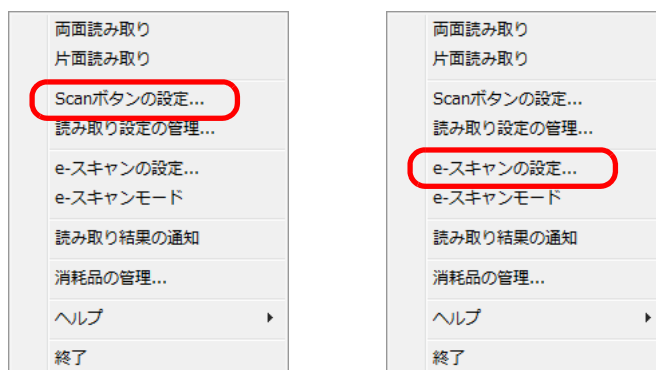 両面読み取り
片面読み取り
Scanボタンの設定...
読み取り設定の管理...
e-スキャンの設定...
e-スキャンモード
読み取り結果の通知
消耗品の管理...
ヘルプ
終了
両面読み取り
片面読み取り
Scanボタンの設定...
読み取り設定の管理...
e-スキャンの設定...
e-スキャンモード
読み取り結果の通知
消耗品の管理...
ヘルプ
終了